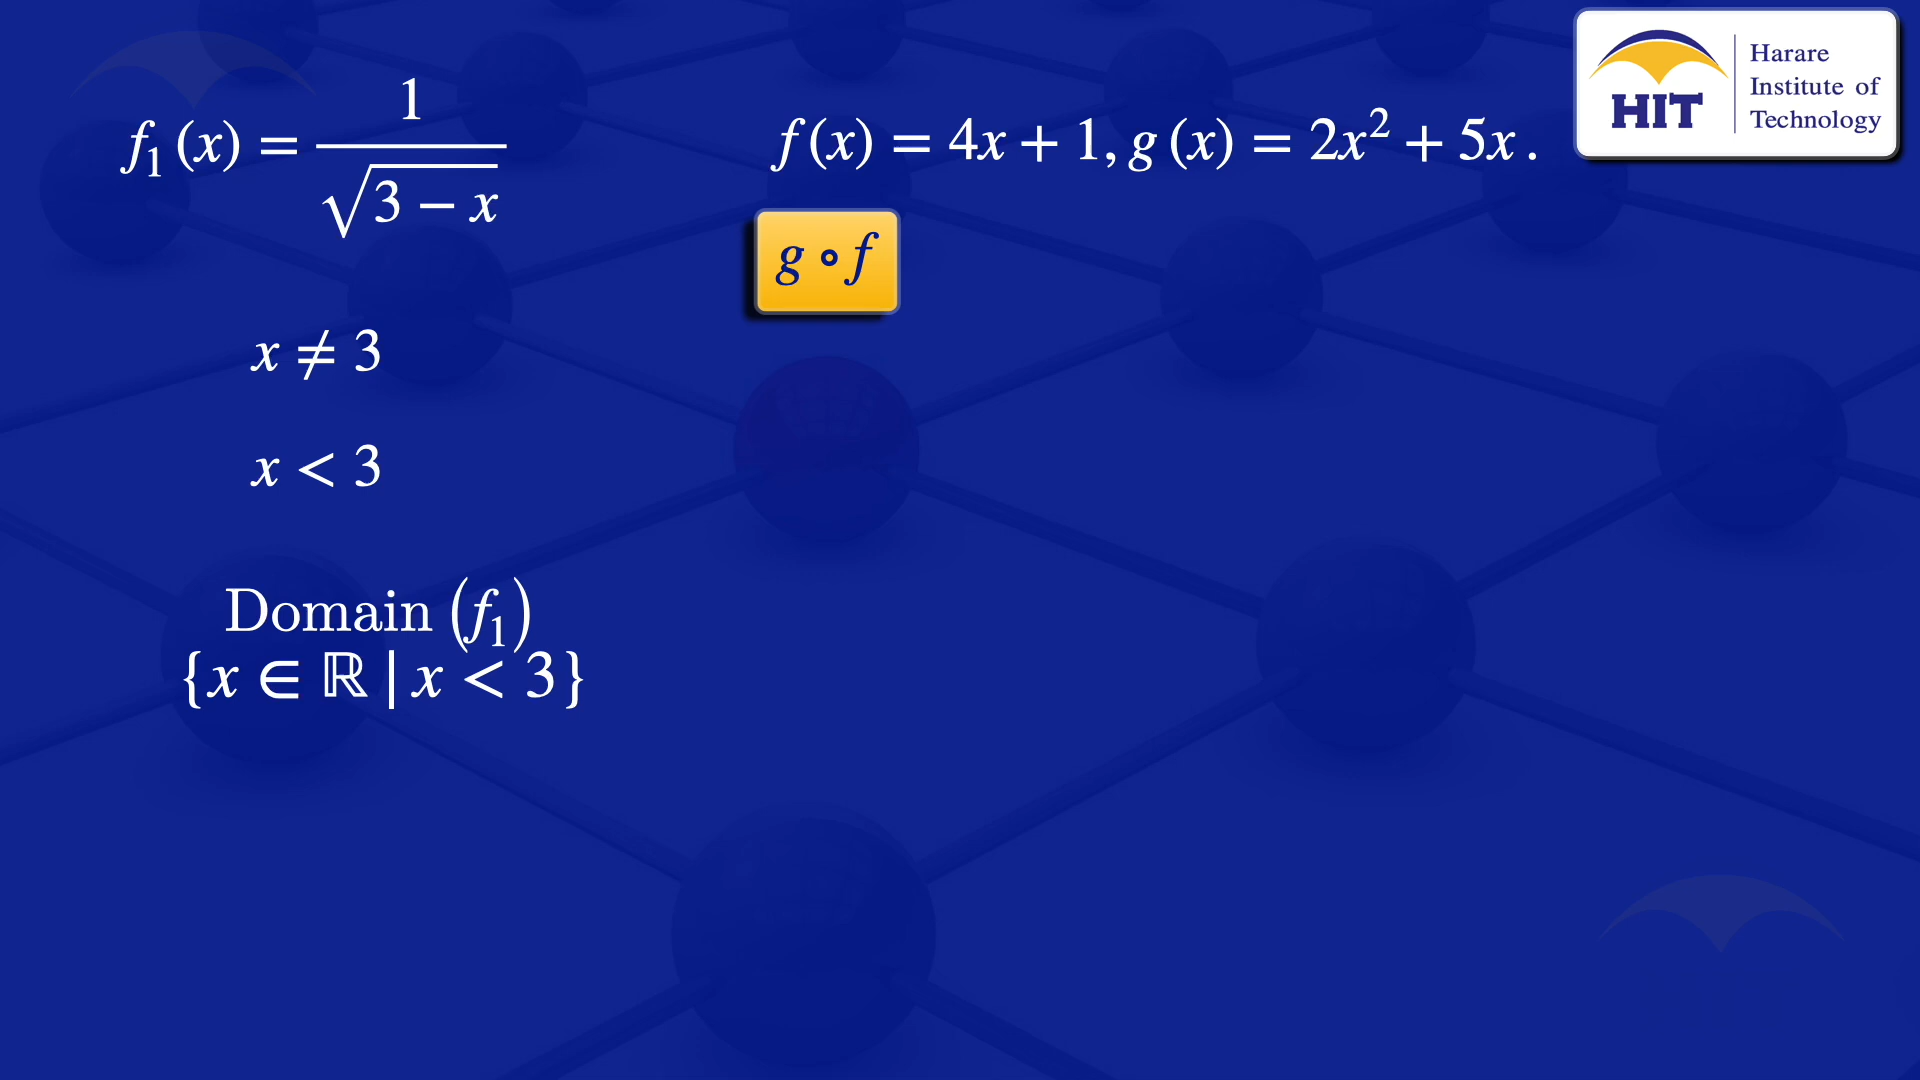 f₁(x) = 1/√(3 − x)
x ≠ 3
x < 3
Domain (f₁)
{x ∈ ℝ | x < 3}
f(x) = 4x + 1, g(x) = 2x² + 5x .
g ∘ f
HIT
Harare
Institute of
Technology